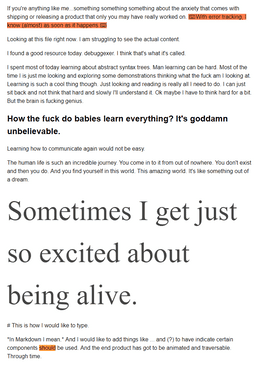 If you're anything like me...something something about the anxiety that comes with
shipping or releasing a product that only you may have really worked on. With error tracking, I
know (almost) as soon as it happens
Looking at this file right now. I am struggling to see the actual content.
I found a good resource today. debuggexer. I think that's what it's called.
I spent most of today learning about abstract syntax trees. Man learning can be hard. Most of the
time I is just me looking and exploring some demonstrations thinking what the fuck am I looking at.
Learning is such a cool thing though. Just looking and reading is really all I need to do. I can just
sit back and not think that hard and slowly I'll understand it. Ok maybe I have to think hard for a bit.
But the brain is fucking genius.
How the fuck do babies learn everything? It's goddamn
unbelievable.
Learning how to communicate again would not be easy.
The human life is such an incredible journey. You come in to it from out of nowhere. You don't exist
and then you do. And you find yourself in this world. This amazing world. It's like something out of
a dream.
Sometimes I get just
so excited about
being alive.
# This is how I would like to type.
"In Markdown I mean." And I would like to add things like ... and (?) to have indicate certain
components should be used. And the end product has got to be animated and traversable.
Through time.